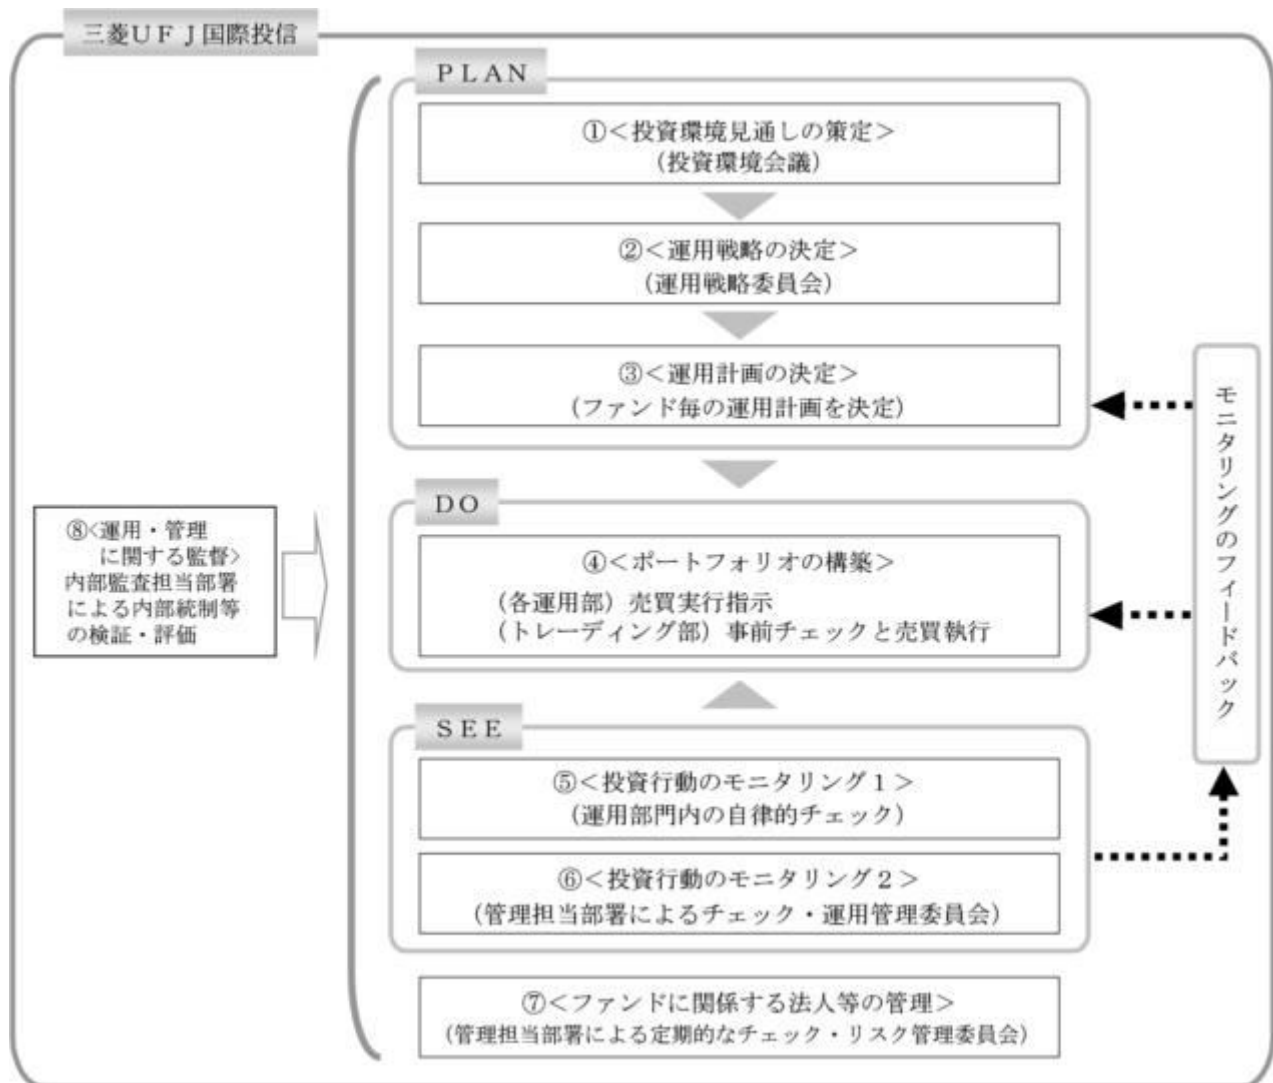 三菱ＵＦＪ国際投信
ＰＬＡＮ
①＜投資環境見通しの策定＞
（投資環境会議）
②＜運用戦略の決定＞
（運用戦略委員会）
③＜運用計画の決定＞
（ファンド毎の運用計画を決定）
ＤＯ
④＜ポートフォリオの構築＞
（各運用部）売買実行指示
（トレーディング部）事前チェックと売買執行
ＳＥＥ
⑤＜投資行動のモニタリング１＞
（運用部門内の自律的チェック）
⑥＜投資行動のモニタリング２＞
（管理担当部署によるチェック・運用管理委員会）
⑦＜ファンドに関係する法人等の管理＞
（管理担当部署による定期的なチェック・リスク管理委員会）
⑧<運用・管理
に関する監督>
内部監査担当部署
による内部統制等
の検証・評価
モニタリングのフィードバック